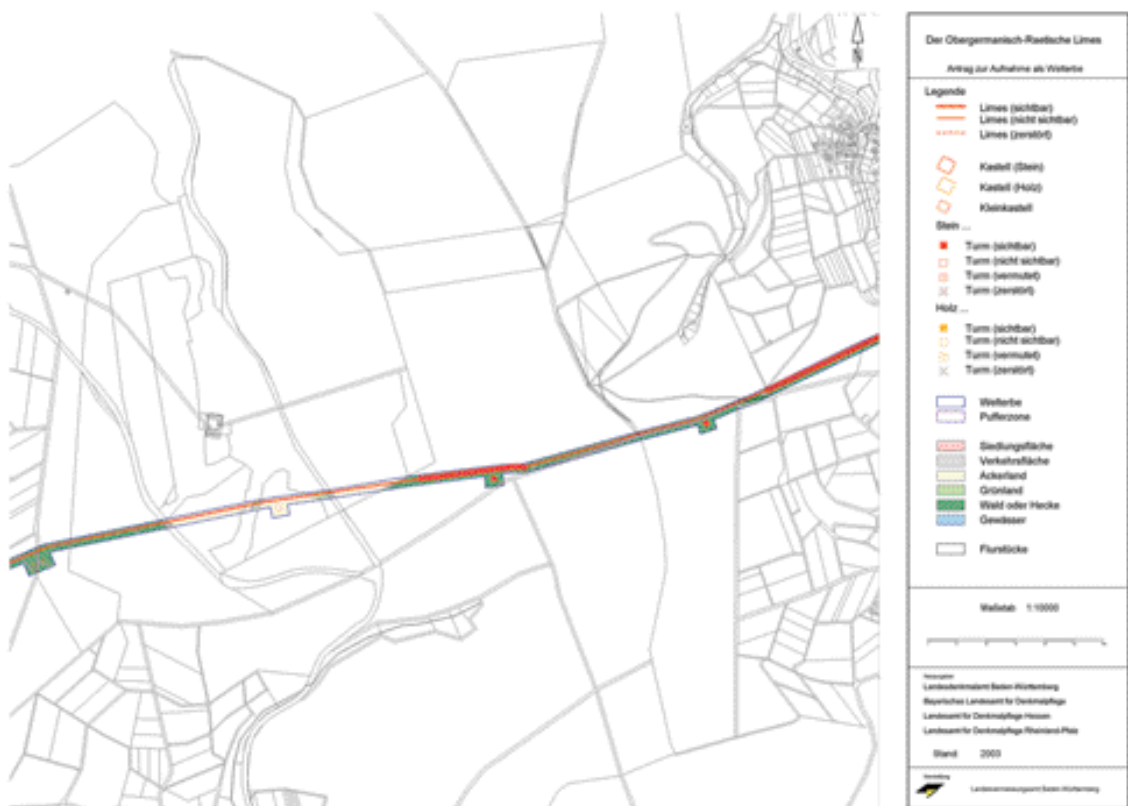 Der Obergermanisch-Raetische Limes
Antrag zur Aufnahme als Welterbe
Legende
Limes (sichtbar)
Limes (nicht sichtbar)
Limes (zerstört)
Kastell (Stein)
Kastell (Holz)
Kleinkastell
Stein ...
Turm (sichtbar)
Turm (nicht sichtbar)
Turm (vermutet)
Turm (zerstört)
Holz ...
Turm (sichtbar)
Turm (nicht sichtbar)
Turm (vermutet)
Turm (zerstört)
Welterbe
Pufferzone
Siedlungsfläche
Verkehrsfläche
Ackerland
Grünland
Wald oder Hecke
Gewässer
Flurstücke
Maßstab 1:10000
Herausgeber
Landesdenkmalamt Baden-Württemberg
Bayerisches Landesamt für Denkmalpflege
Landesamt für Denkmalpflege Hessen
Landesamt für Denkmalpflege Rheinland-Pfalz
Stand: 2003
Landesvermessungsamt Baden-Württemberg